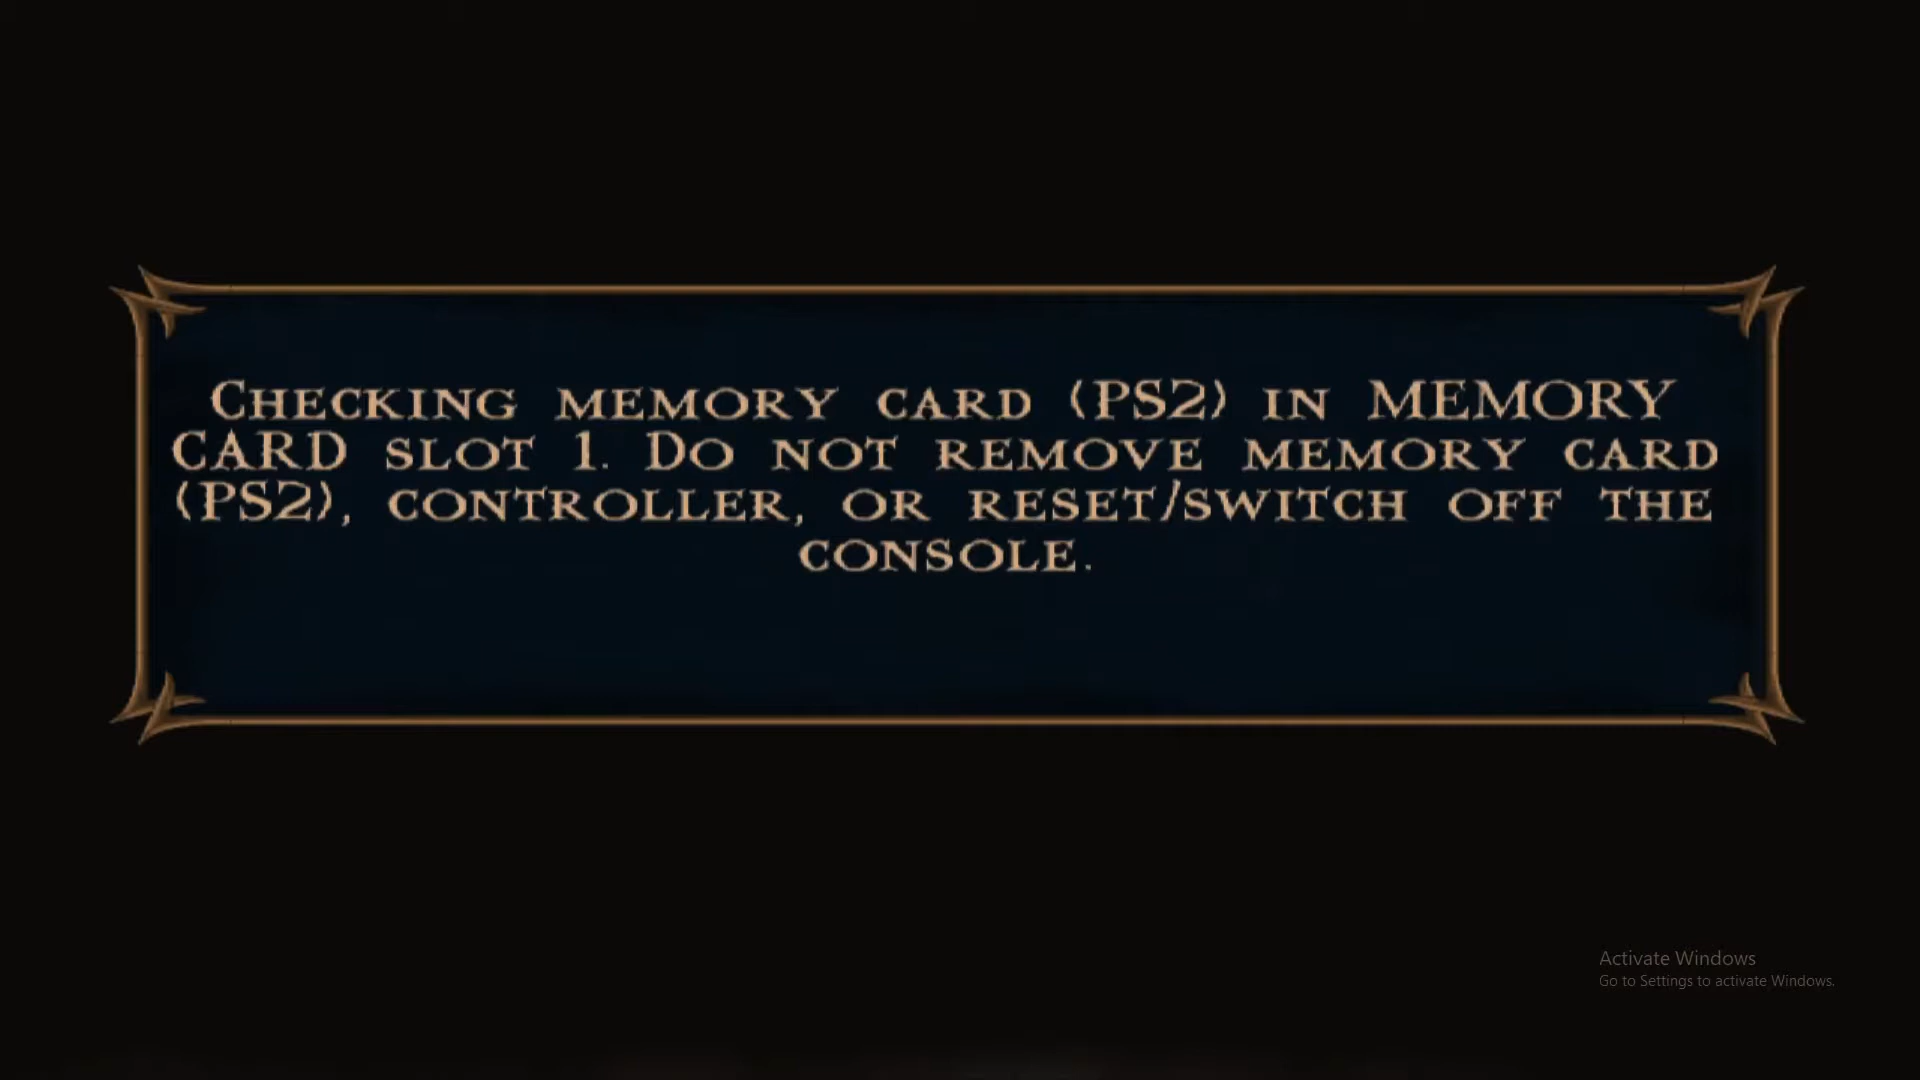 Checking memory card (PS2) in MEMORY
CARD slot 1. Do not remove memory card
(PS2), controller, or reset/switch off the
console.
Activate Windows
Go to Settings to activate Windows.